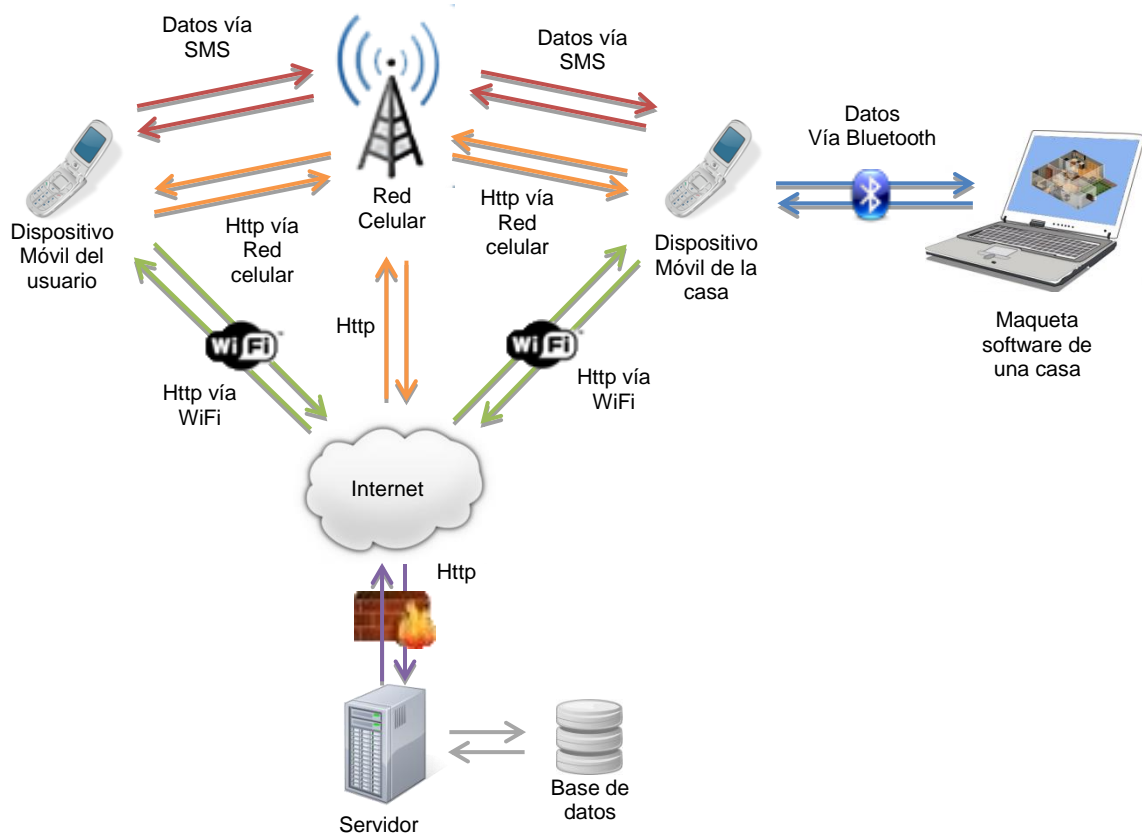 Datos vía
SMS
Datos vía
SMS
Datos
Vía Bluetooth
Red
Celular
Http vía
Red
celular
Http vía
Red
celular
Dispositivo
Móvil del
usuario
Dispositivo
Móvil de la
casa
Maqueta
software de
una casa
Http
WiFi
WiFi
Http vía
WiFi
Http vía
WiFi
Internet
Http
Servidor
Base de
datos